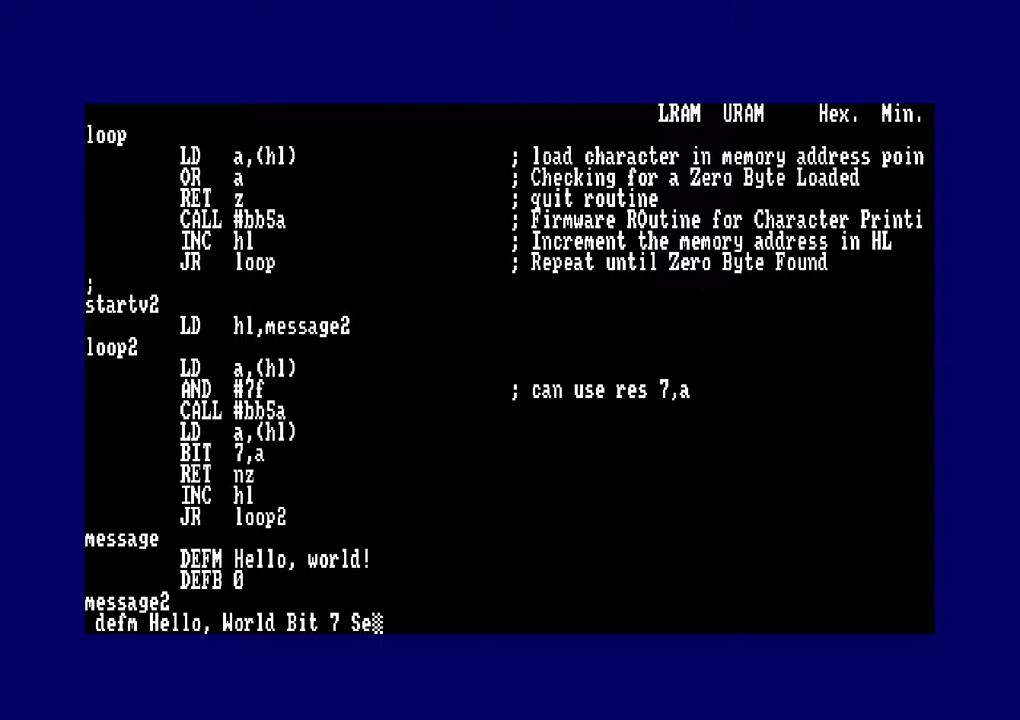 LRAM URAM Hex. Min.
loop
LD a,(hl) ; load character in memory address poin
OR a ; Checking for a Zero Byte Loaded
RET z ; quit routine
CALL #bb5a ; Firmware ROutine for Character Printi
INC hl ; Increment the memory address in HL
JR loop ; Repeat until Zero Byte Found
;
startv2
LD hl,message2
loop2
LD a,(hl)
AND #7f ; can use res 7,a
CALL #bb5a
LD a,(hl)
BIT 7,a
RET nz
INC hl
JR loop2
message
DEFM Hello, world!
DEFB 0
message2
defm Hello, World Bit 7 Se